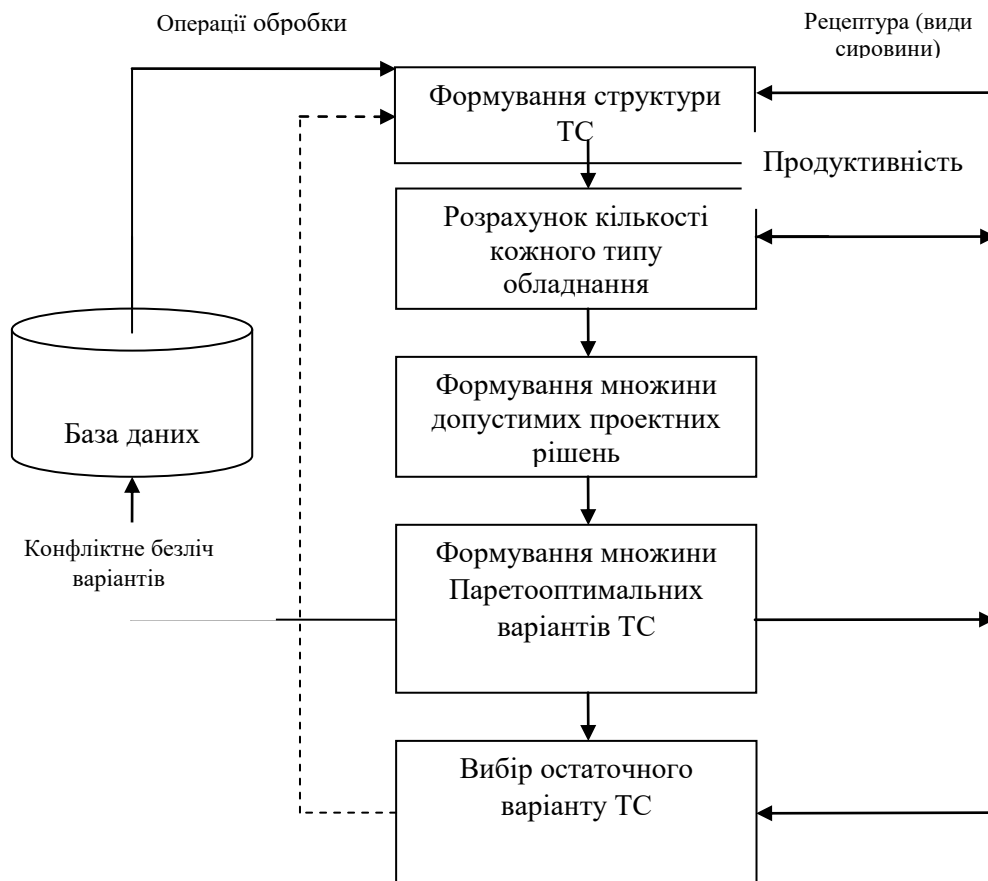 Операції обробки
Рецептура (види
сировини)
Формування структури
ТС
Продуктивність
Розрахунок кількості
кожного типу
обладнання
Формування множини
допустимих проектних
рішень
База даних
Конфліктне безліч
варіантів
Формування множини
Паретооптимальних
варіантів ТС
Вибір остаточного
варіанту ТС